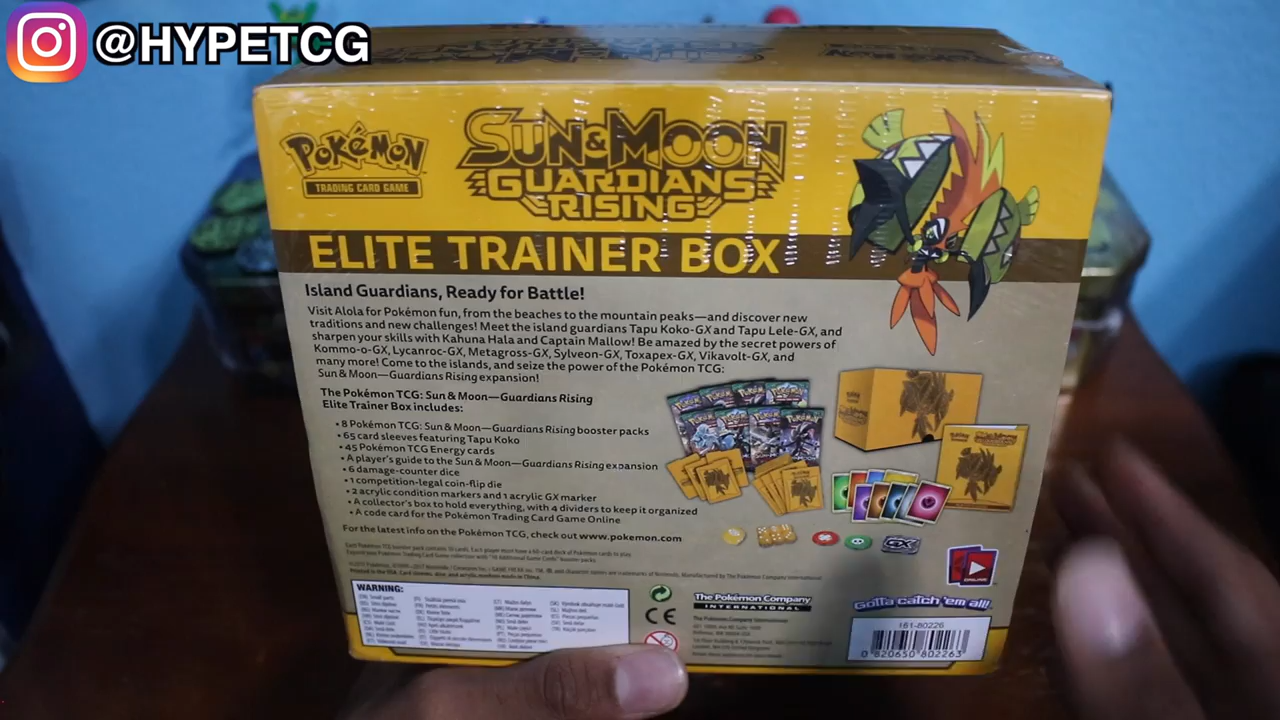 @HYPETCG
POKÉMON
TRADING CARD GAME
SUN & MOON
GUARDIANS
RISING
ELITE TRAINER BOX
Island Guardians, Ready for Battle!
Visit Alola for Pokémon fun, from the beaches to the mountain peaks—and discover new
traditions and new challenges! Meet the island guardians Tapu Koko-GX and Tapu Lele-GX, and
sharpen your skills with Kahuna Hala and Captain Mallow! Be amazed by the secret powers of
Kommo-o-GX, Lycanroc-GX, Metagross-GX, Sylveon-GX, Toxapex-GX, Vikavolt-GX, and
many more! Come to the islands, and seize the power of the Pokémon TCG:
Sun & Moon—Guardians Rising expansion!
The Pokémon TCG: Sun & Moon—Guardians Rising
Elite Trainer Box includes:
• 8 Pokémon TCG: Sun & Moon—Guardians Rising booster packs
• 65 card sleeves featuring Tapu Koko
• 45 Pokémon TCG Energy cards
• A player's guide to the Sun & Moon—Guardians Rising expansion
• 6 damage-counter dice
• 1 competition-legal coin-flip die
• 2 acrylic condition markers and 1 acrylic GX marker
• A collector's box to hold everything, with 4 dividers to keep it organized
• A code card for the Pokémon Trading Card Game Online
For the latest info on the Pokémon TCG, check out www.pokemon.com
GX
WARNING:
CE
The Pokémon Company
INTERNATIONAL
Gotta catch 'em all!
161-80226
0 820650 802263